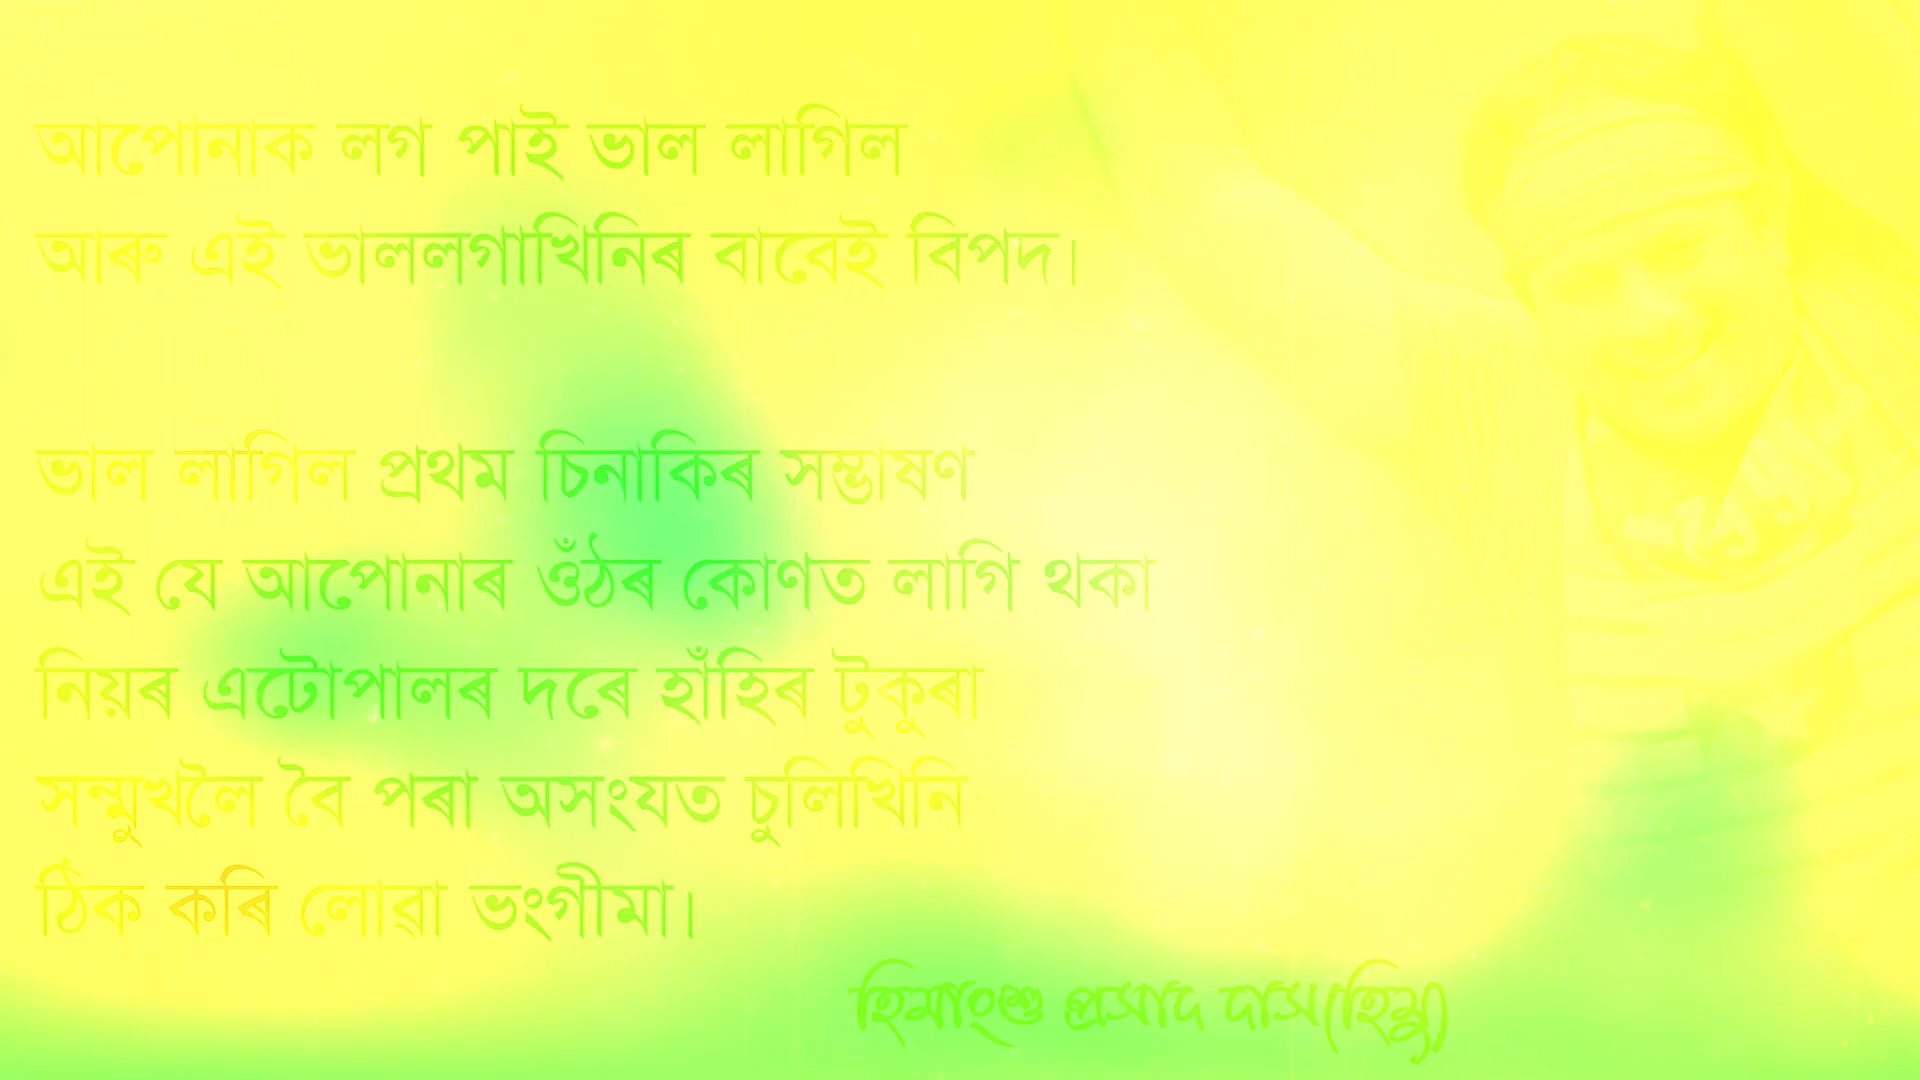 আপোনাক লগ পাই ভাল লাগিল
আৰু এই ভাললগাখিনিৰ বাবেই বিপদ।
ভাল লাগিল প্ৰথম চিনাকিৰ সম্ভাষণ
এই যে আপোনাৰ ওঁঠৰ কোণত লাগি থকা
নিয়ৰ এটোপালৰ দৰে হাঁহিৰ টুকুৰা
সন্মুখলৈ বৈ পৰা অসংযত চুলিখিনি
ঠিক কৰি লোৱা ভংগীমা।
হিমাংশু প্ৰসাদ দাস(হিমু)